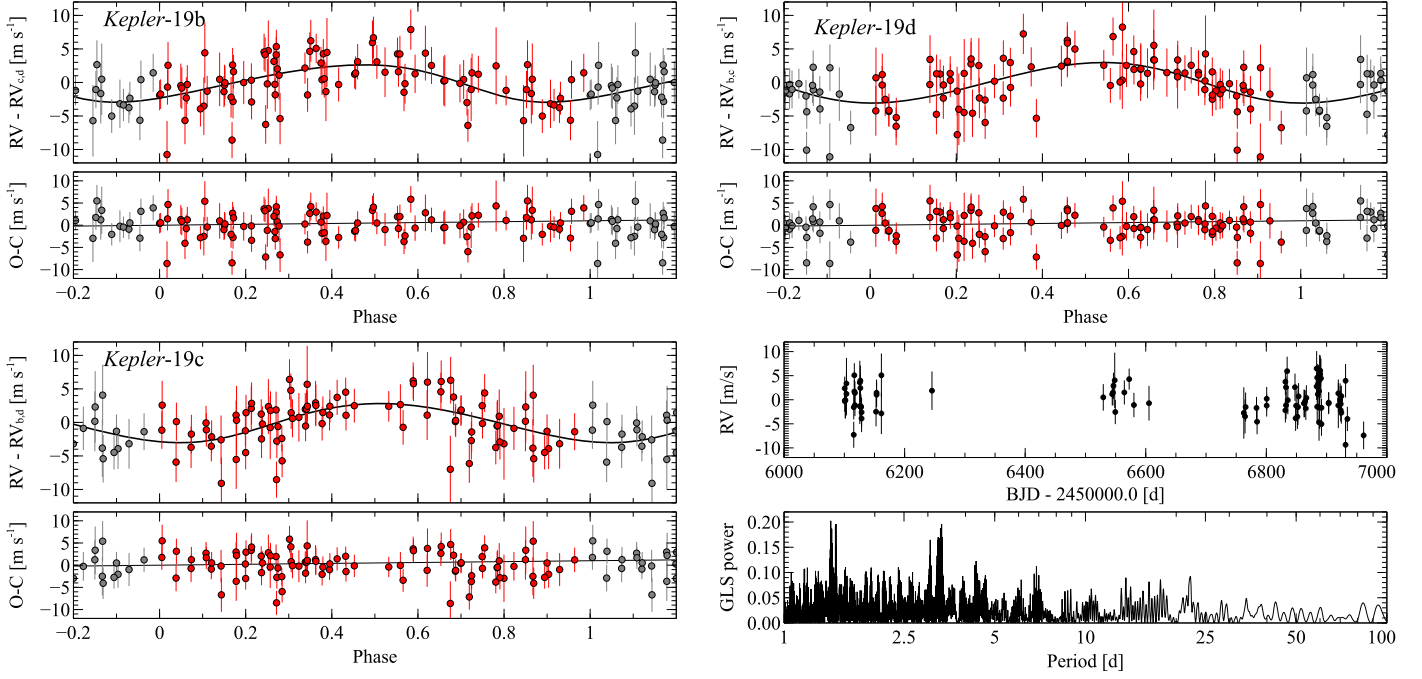 Kepler-19b
RV - RV_c,d [m s⁻¹]
10
5
0
−5
−10
O-C [m s⁻¹]
10
5
0
−5
−10
−0.2 0 0.2 0.4 0.6 0.8 1
Phase
Kepler-19d
RV - RV_b,c [m s⁻¹]
10
5
0
−5
−10
O-C [m s⁻¹]
10
5
0
−5
−10
−0.2 0 0.2 0.4 0.6 0.8 1
Phase
Kepler-19c
RV - RV_b,d [m s⁻¹]
10
5
0
−5
−10
O-C [m s⁻¹]
10
5
0
−5
−10
−0.2 0 0.2 0.4 0.6 0.8 1
Phase
RV [m/s]
10
5
0
-5
-10
6000 6200 6400 6600 6800 7000
BJD - 2450000.0 [d]
GLS power
0.20
0.15
0.10
0.05
0.00
1 2.5 5 10 25 50 100
Period [d]